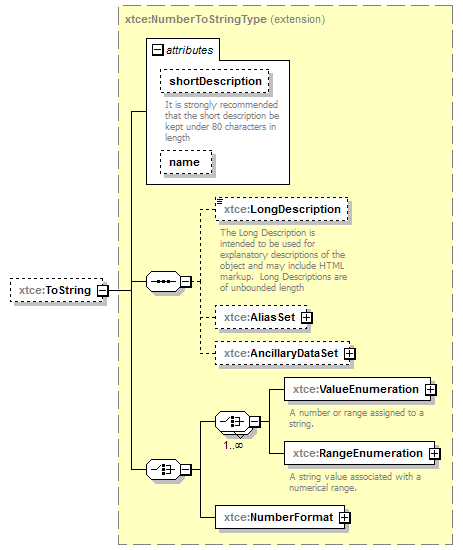 xtce:NumberToStringType (extension)
attributes
shortDescription
It is strongly recommended
that the short description be
kept under 80 characters in
length
name
xtce:LongDescription
The Long Description is
intended to be used for
explanatory descriptions of the
object and may include HTML
markup. Long Descriptions are
of unbounded length
xtce:ToString
xtce:AliasSet
xtce:AncillaryDataSet
xtce:ValueEnumeration
A number or range assigned to a
string.
1..∞
xtce:RangeEnumeration
A string value associated with a
numerical range.
xtce:NumberFormat